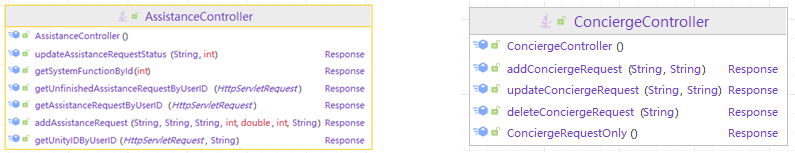 AssistanceController
AssistanceController ()
updateAssistanceRequestStatus (String, int) Response
getSystemFunctionById(int) Response
getUnfinishedAssistanceRequestByUserID (HttpServletRequest) Response
getAssistanceRequestByUserID (HttpServletRequest) Response
addAssistanceRequest (String, String, String, int, double, int, String) Response
getUnityIDByUserID (HttpServletRequest, String) Response
ConciergeController
ConciergeController ()
addConciergeRequest (String, String) Response
updateConciergeRequest (String, String) Response
deleteConciergeRequest (String) Response
ConciergeRequestOnly () Response